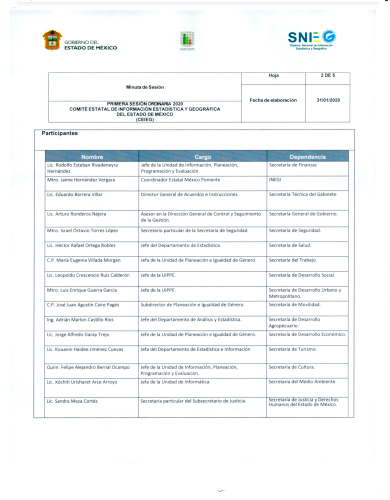 GOBIERNO DEL
ESTADO DE MÉXICO
SNIEG
Sistema Nacional de Información
Estadística y Geográfica
Hoja
2 DE 5
Minuta de Sesión
Fecha de elaboración
31/01/2020
PRIMERA SESIÓN ORDINARIA 2020
COMITÉ ESTATAL DE INFORMACIÓN ESTADÍSTICA Y GEOGRÁFICA
DEL ESTADO DE MÉXICO
(CEIEG)
Participantes
Nombre Cargo Dependencia
Lic. Rodolfo Esteban Rivadeneyra Hernández Jefe de la Unidad de Información, Planeación, Programación y Evaluación Secretaría de Finanzas
Mtro. Jaime Hernández Vergara Coordinador Estatal México Poniente INEGI
Lic. Eduardo Barrera Villar Director General de Acuerdos e Instrucciones. Secretaría Técnica del Gabinete.
Lic. Arturo Ronderos Nájera Asesor en la Dirección General de Control y Seguimiento de la Gestión. Secretaría General de Gobierno.
Mtro. Israel Octavio Torres López Secretario particular de la Secretaría de Seguridad Secretaría de Seguridad.
Lic. Héctor Rafael Ortega Robles Jefe del Departamento de Estadística. Secretaría de Salud.
C.P. María Eugenia Villada Morgan Jefa de la Unidad de Planeación e Igualdad de Género. Secretaría del Trabajo.
Lic. Leopoldo Crescencio Ruiz Calderón Jefe de la UIPPE. Secretaría de Desarrollo Social.
Mtro. Luis Enrique Guerra García Jefe de la UIPPE. Secretaría de Desarrollo Urbano y Metropolitano.
C.P. José Juan Agustín Caire Pagés Subdirector de Planeación e Igualdad de Género. Secretaría de Movilidad.
Ing. Adrián Marlon Castillo Ríos Jefe del Departamento de Análisis y Estadística. Secretaría de Desarrollo Agropecuario.
Lic. Jorge Alfredo Garay Trejo Jefe de la Unidad de Planeación e Igualdad de Género. Secretaría de Desarrollo Económico.
Lic. Kouanin Haidee Jiménez Cuevas Jefa del Departamento de Estadística e Información Secretaría de Turismo.
Quim. Felipe Alejandro Bernal Ocampo Jefe de la Unidad de Información, Planeación, Programación y Evaluación. Secretaría de Cultura.
Lic. Xóchitl Arce Arroyo Jefa de la Unidad de Informática. Secretaría del Medio Ambiente.
Lic. Sandra Meza Cortés Secretaria particular del Subsecretario de Justicia. Secretaría de Justicia y Derechos Humanos del Estado de México.